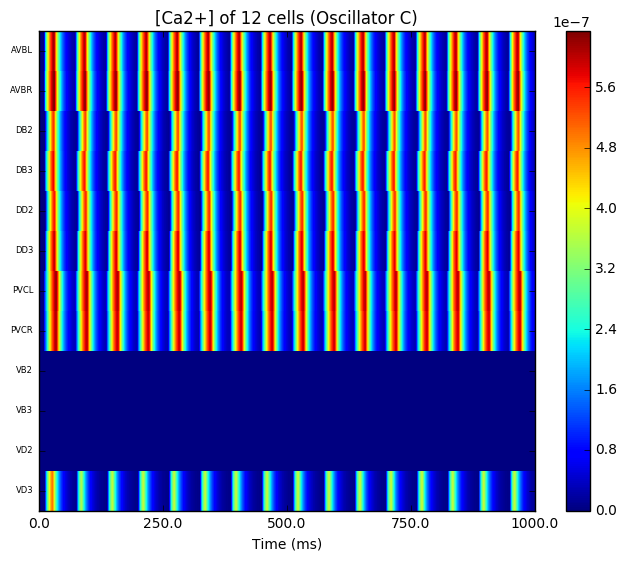 [Ca2+] of 12 cells (Oscillator C)
1e−7
AVBL
AVBR
DB2
DB3
DD2
DD3
PVCL
PVCR
VB2
VB3
VD2
VD3
5.6
4.8
4.0
3.2
2.4
1.6
0.8
0.0
0.0 250.0 500.0 750.0 1000.0
Time (ms)